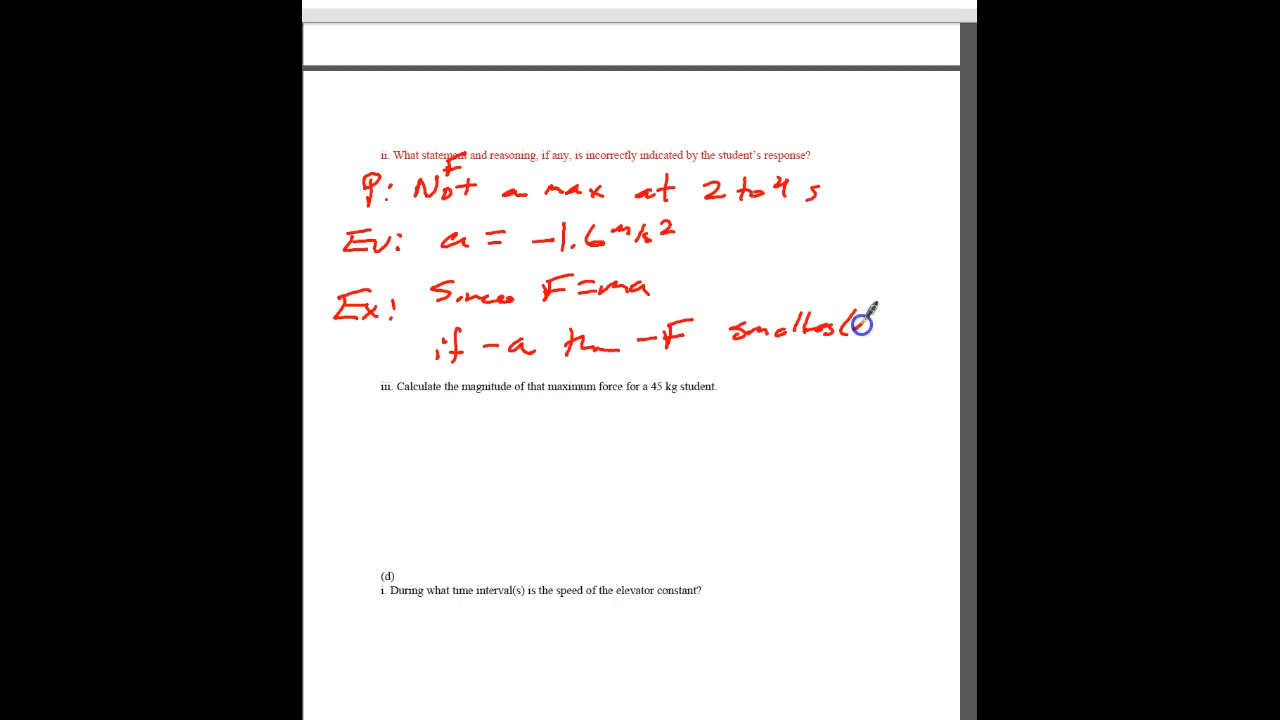 ii. What statement and reasoning, if any, is incorrectly indicated by the student's response?
F
P: Not a max at 2 to 4 s
Ev: a = -1.6 m/s²
Ex: Since F=ma
if -a then -F smallest
iii. Calculate the magnitude of that maximum force for a 45 kg student.
(d)
i. During what time interval(s) is the speed of the elevator constant?